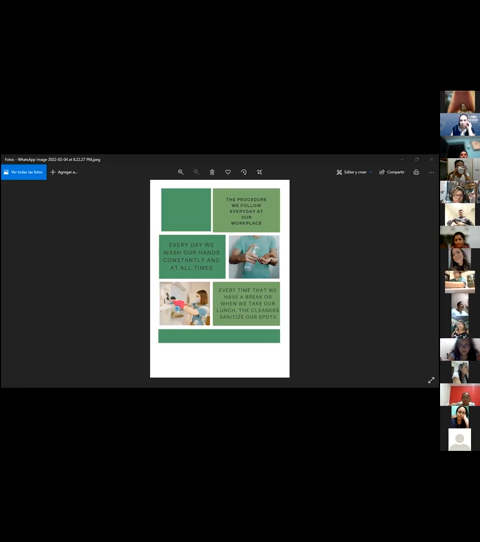 Fotos - WhatsApp Image 2022-02-04 at 8.22.27 PM.jpeg
Ver todas las fotos
Agregar a...
Editar y crear
Compartir
THE PROCEDURE
WE FOLLOW
EVERYDAY AT
OUR
WORKPLACE
EVERY DAY WE
WASH OUR HANDS
CONSTANTLY AND
AT ALL TIMES
EVERY TIME THAT WE
HAVE A BREAK OR
WHEN WE TAKE OUR
LUNCH, THE CLEANERS
SANITIZE OUR SPOTS